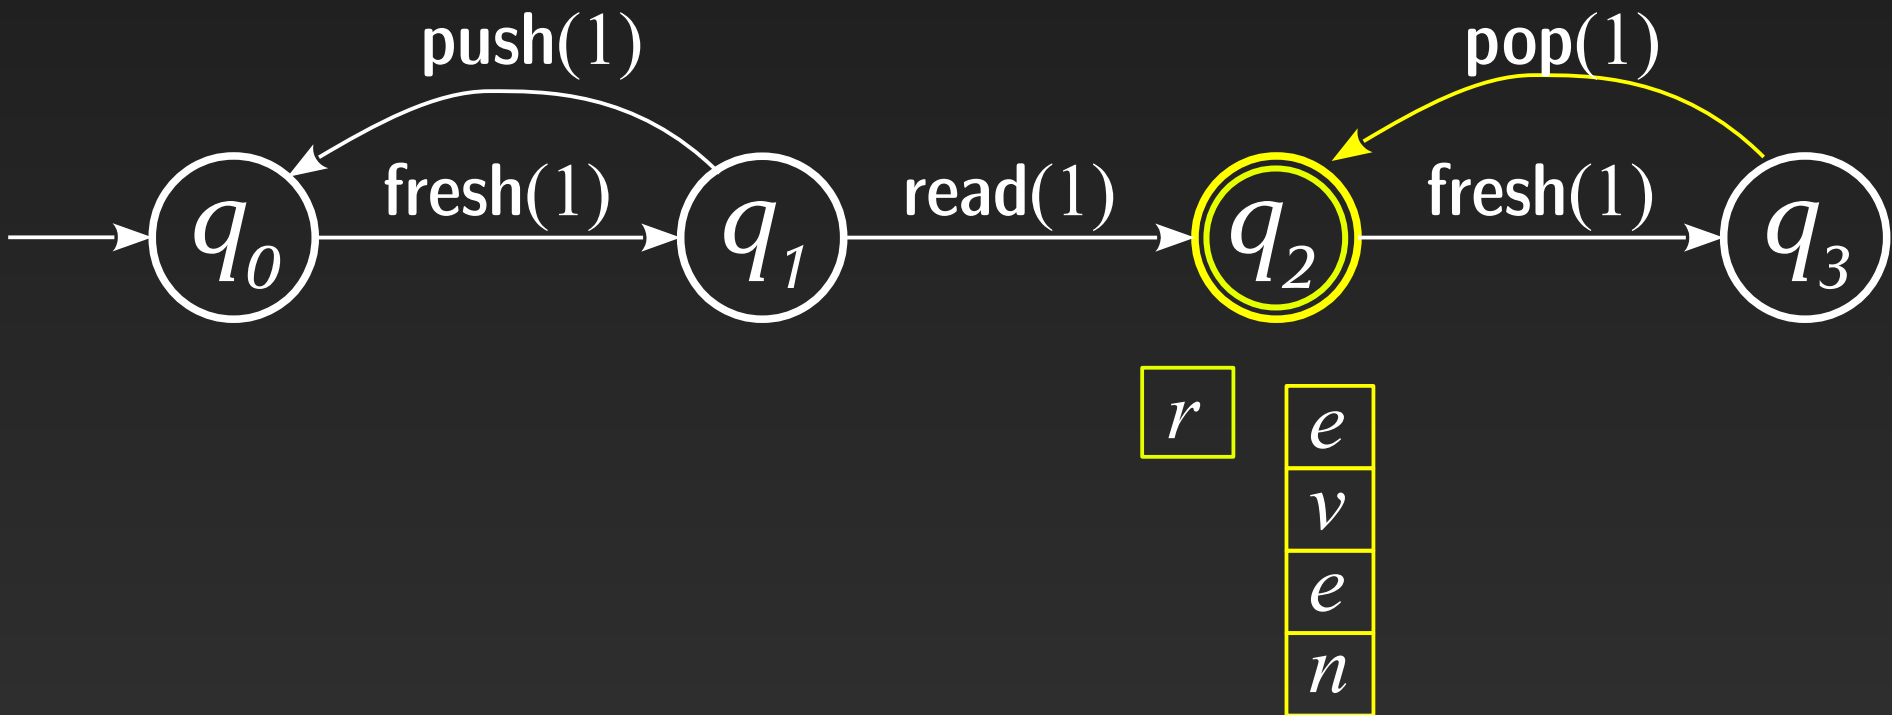 push(1) pop(1)
fresh(1) read(1) fresh(1)
q0 q1 q2 q3
r
e
v
e
n